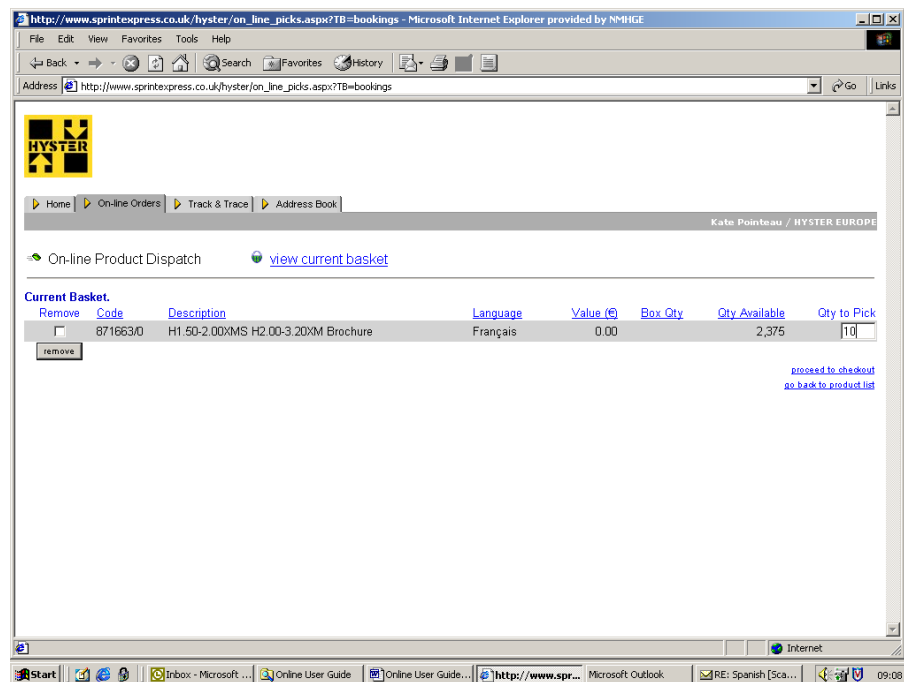 http://www.sprintexpress.co.uk/hyster/on_line_picks.aspx?TB=bookings - Microsoft Internet Explorer provided by NMHGE
File Edit View Favorites Tools Help
Back Search Favorites History
Address http://www.sprintexpress.co.uk/hyster/on_line_picks.aspx?TB=bookings Go Links
HYSTER
Home On-line Orders Track & Trace Address Book
Kate Pointeau / HYSTER EUROPE
On-line Product Dispatch view current basket
Current Basket.
Remove Code Description Language Value (€) Box Qty Qty Available Qty to Pick
871663/0 H1.50-2.00XMS H2.00-3.20XM Brochure Français 0.00 2,375 10
remove
proceed to checkout
go back to product list
Internet
Start Inbox - Microsoft ... Online User Guide Online User Guide... http://www.spr... Microsoft Outlook RE: Spanish [Sca... 09:08